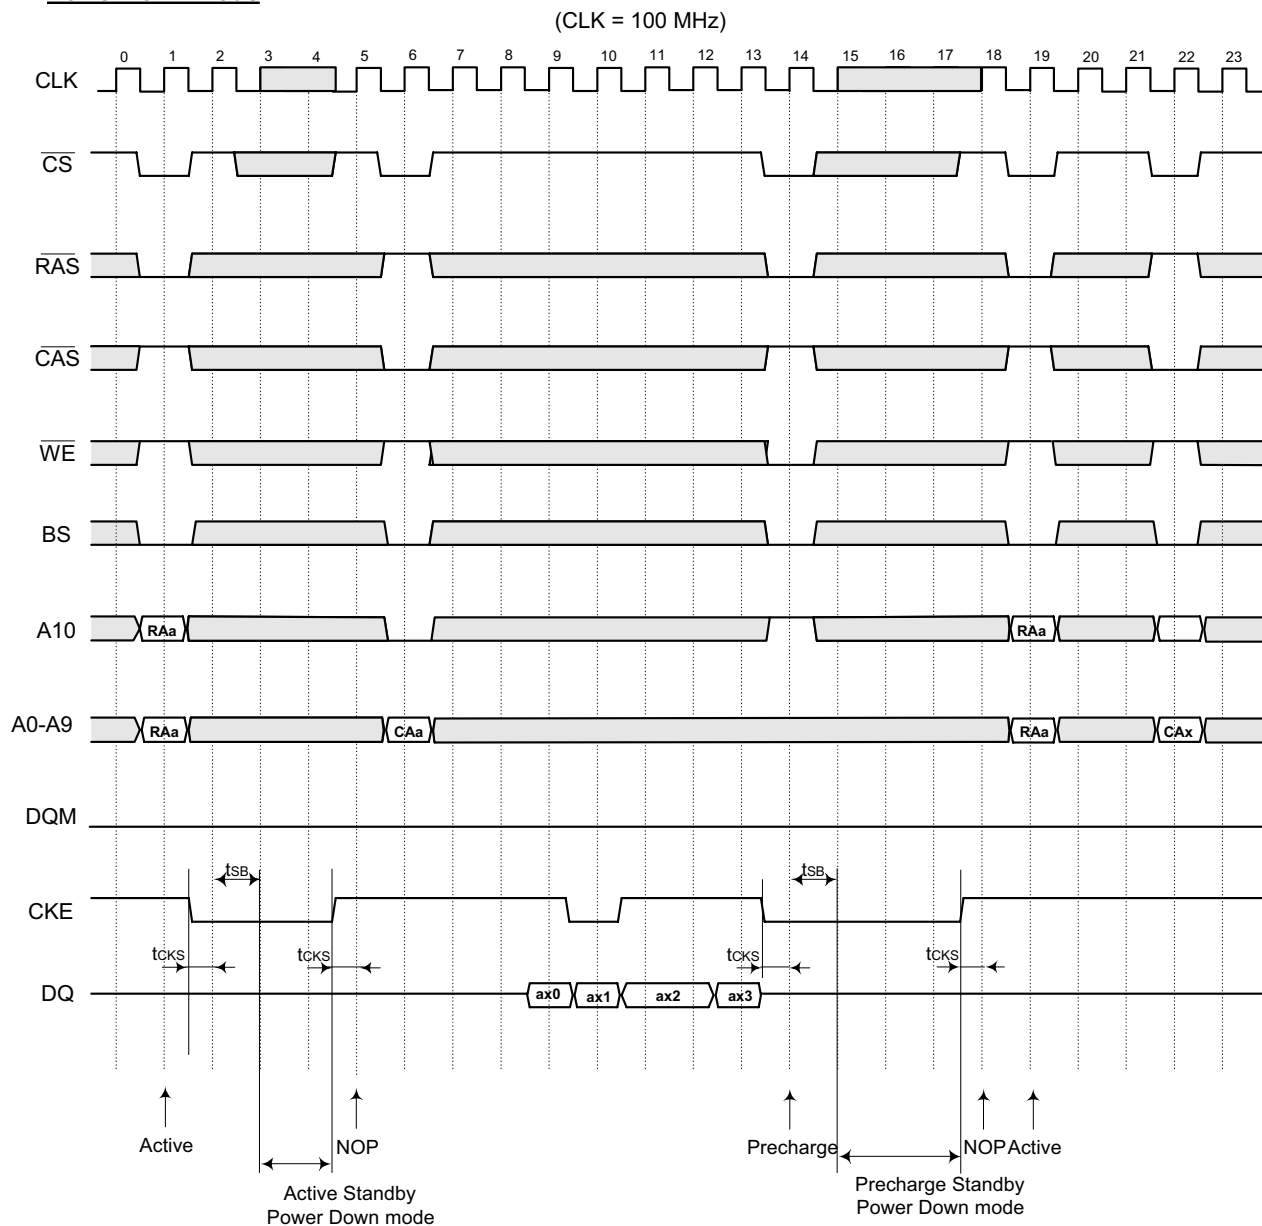 (CLK = 100 MHz)
0 1 2 3 4 5 6 7 8 9 10 11 12 13 14 15 16 17 18 19 20 21 22 23
CLK
CS
RAS
CAS
WE
BS
A10 RAa RAa
A0-A9 RAa CAa RAa CAx
DQM
tSB tSB
CKE
tCKS tCKS tCKS tCKS
DQ ax0 ax1 ax2 ax3
Active NOP Precharge NOP Active
Active Standby
Power Down mode
Precharge Standby
Power Down mode